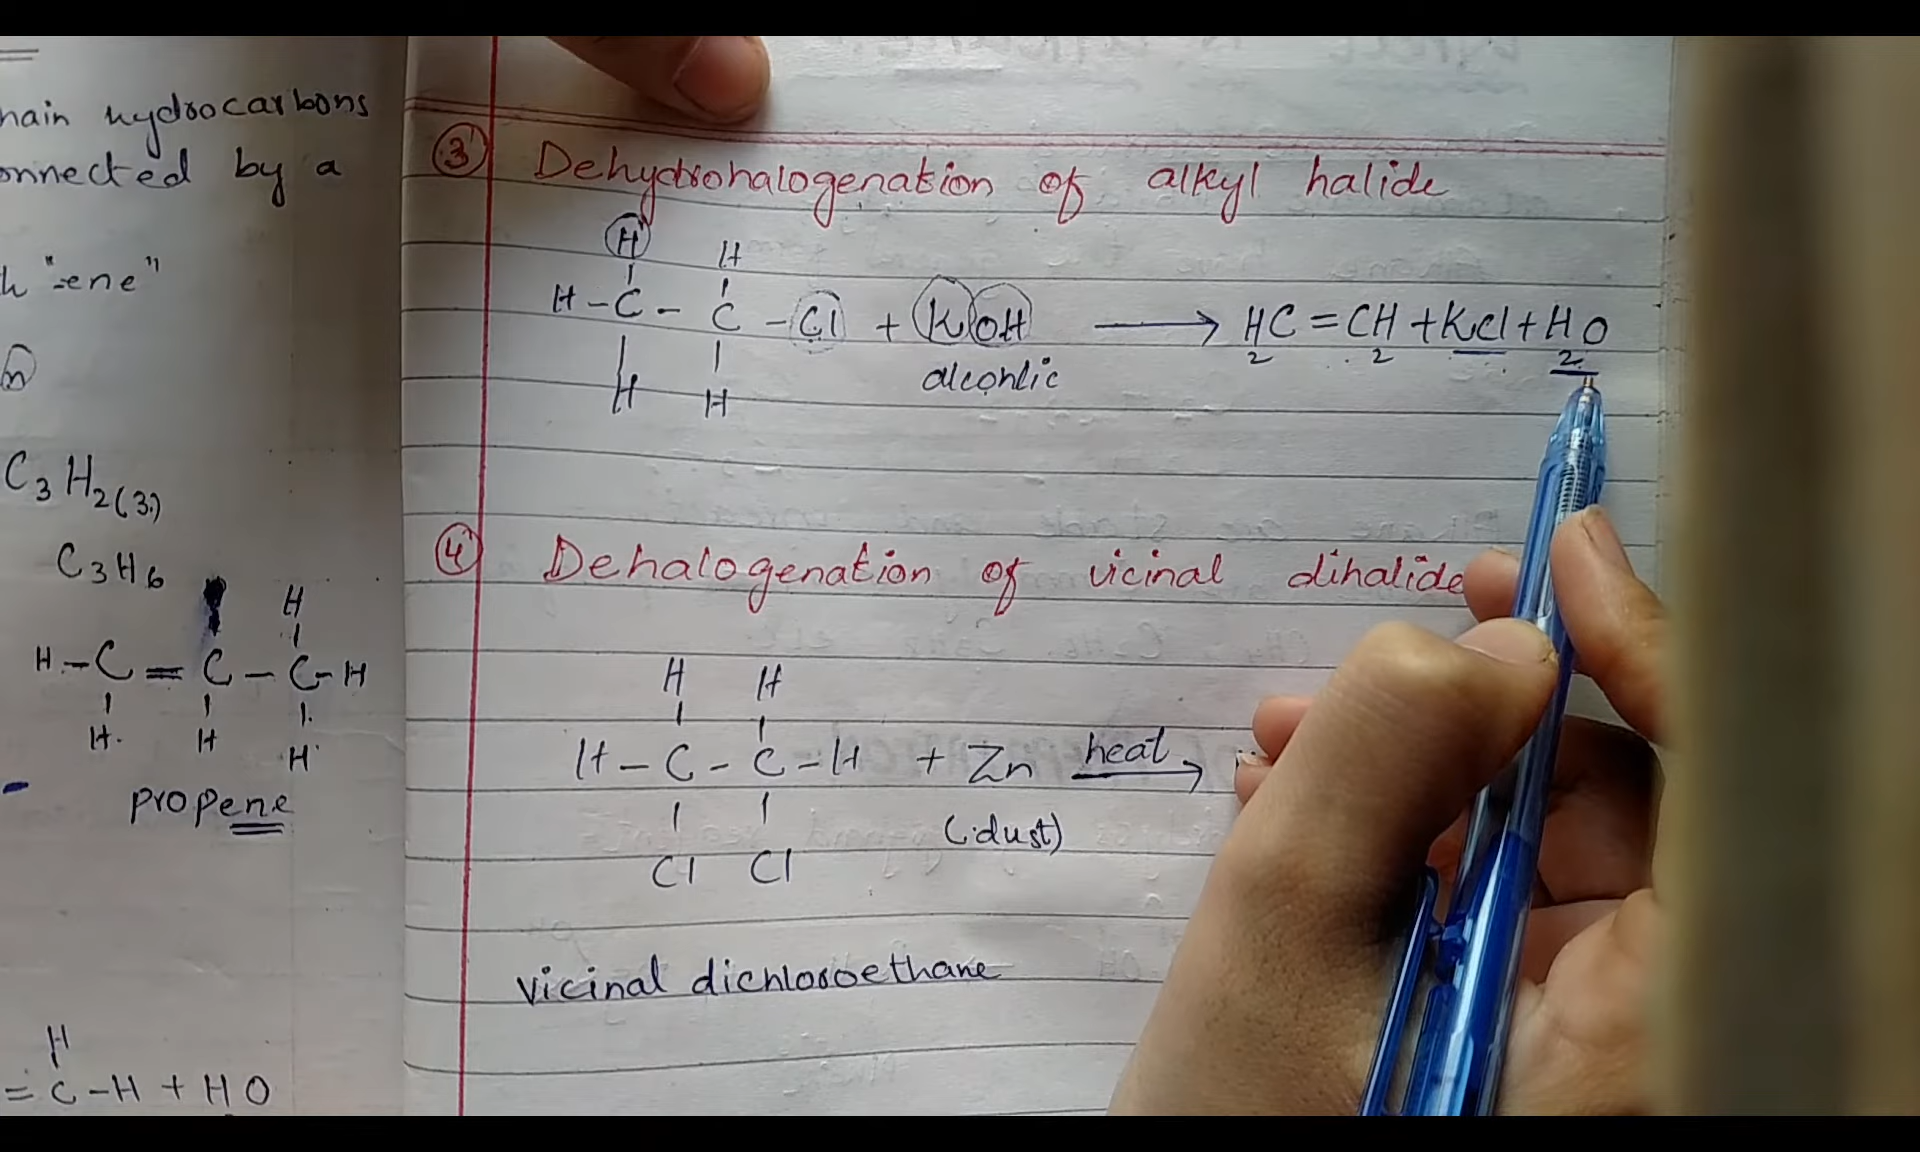 hain hydrocarbons
onnected by a
h "-ene"
n
C3H2(3)
C3H6
H
H-C=C-C-H
H. H H
propene
H
=C-H+HO
③ Dehydrohalogenation of alkyl halide
H H
H-C-C-Cl + KOH → H2C=CH2+KCl+H2O
alcohlic
H H
④ Dehalogenation of vicinal dihalide
H H
H-C-C-H + Zn heat →
(dust)
Cl Cl
vicinal dichloroethane